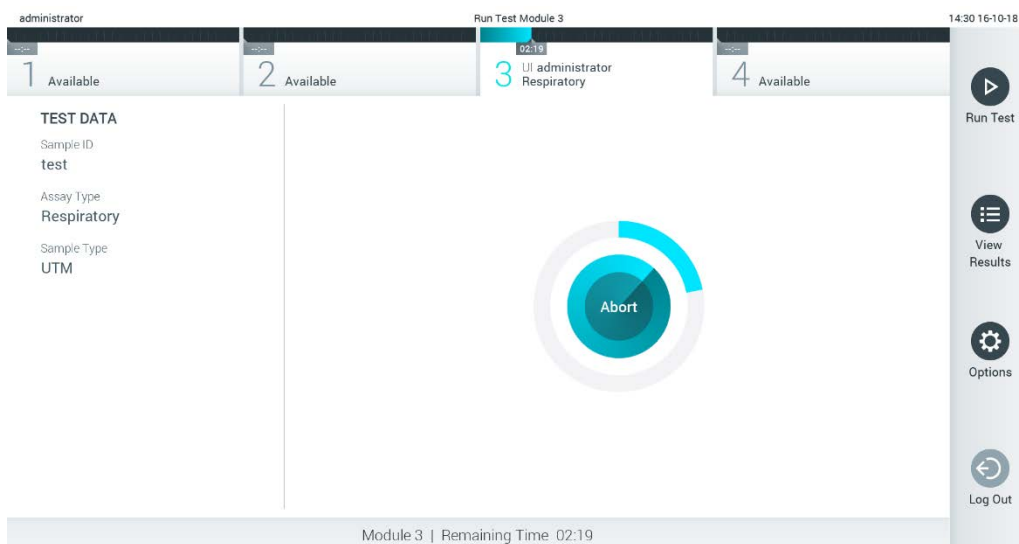 administrator
Run Test Module 3
14:30 16-10-18
--:--
1 Available
--:--
2 Available
02:19
3 UI administrator
Respiratory
--:--
4 Available
TEST DATA
Sample ID
test
Assay Type
Respiratory
Sample Type
UTM
Abort
Run Test
View
Results
Options
Log Out
Module 3 | Remaining Time 02:19